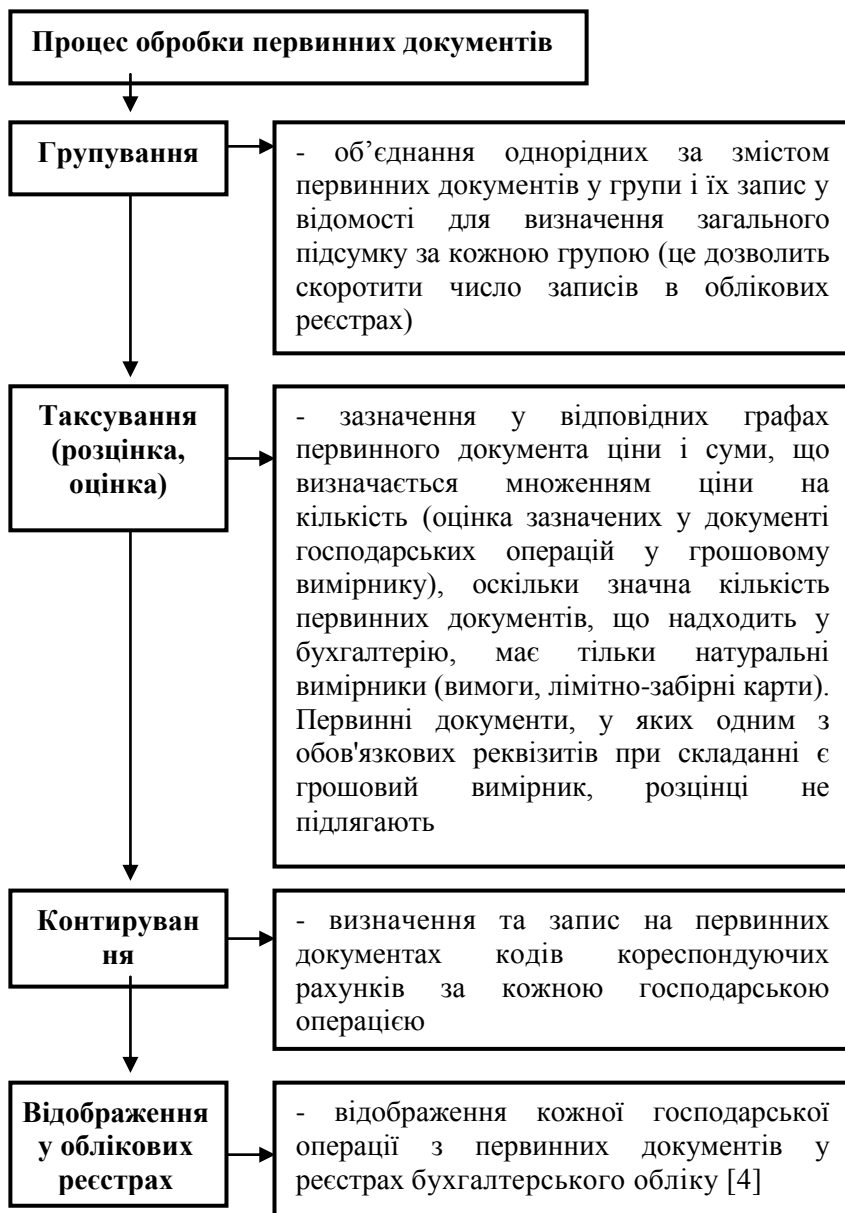 Процес обробки первинних документів
Групування
- об’єднання однорідних за змістом
первинних документів у групи і їх запис у
відомості для визначення загального
підсумку за кожною групою (це дозволить
скоротити число записів в облікових
реєстрах)
Таксування
(розцінка,
оцінка)
- зазначення у відповідних графах
первинного документа ціни і суми, що
визначається множенням ціни на
кількість (оцінка зазначених у документі
господарських операцій у грошовому
вимірнику), оскільки значна кількість
первинних документів, що надходить у
бухгалтерію, має тільки натуральні
вимірники (вимоги, лімітно-забірні карти).
Первинні документи, у яких одним з
обов'язкових реквізитів при складанні є
грошовий вимірник, розцінці не
підлягають
Контируван
ня
- визначення та запис на первинних
документах кодів кореспондуючих
рахунків за кожною господарською
операцією
Відображення
у облікових
реєстрах
- відображення кожної господарської
операції з первинних документів у
реєстрах бухгалтерського обліку [4]